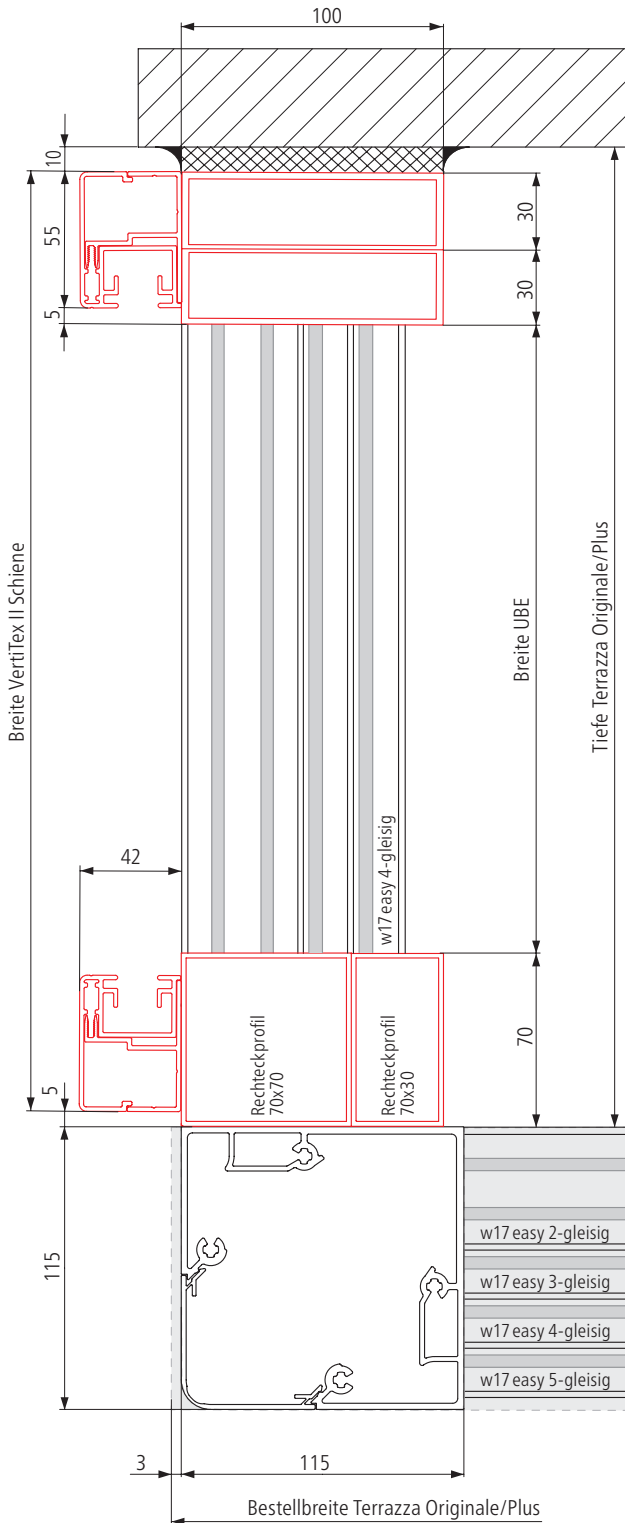 100
10
55
5
30
30
Breite VertiTex II Schiene
Breite UBE
Tiefe Terrazza Originale/Plus
w17 easy 4-gleisig
42
5
Rechteckprofil
70x70
Rechteckprofil
70x30
70
115
w17 easy 2-gleisig
w17 easy 3-gleisig
w17 easy 4-gleisig
w17 easy 5-gleisig
3
115
Bestellbreite Terrazza Originale/Plus